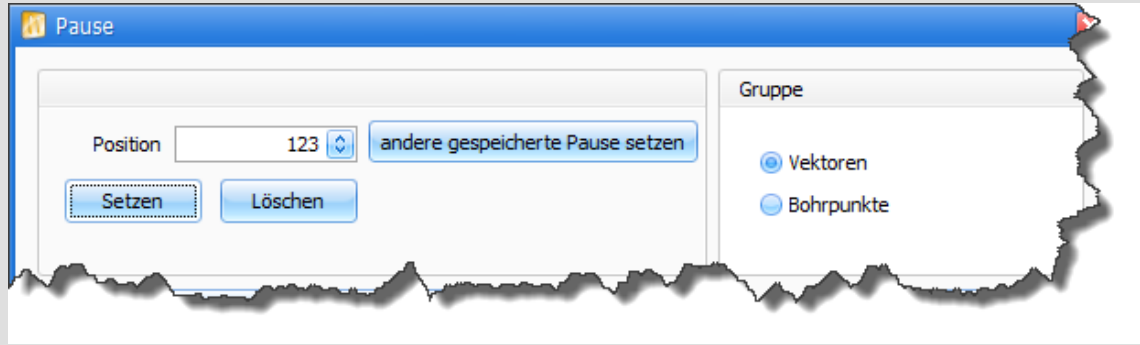 Pause
Gruppe
Position 123 andere gespeicherte Pause setzen
Vektoren
Setzen Löschen
Bohrpunkte